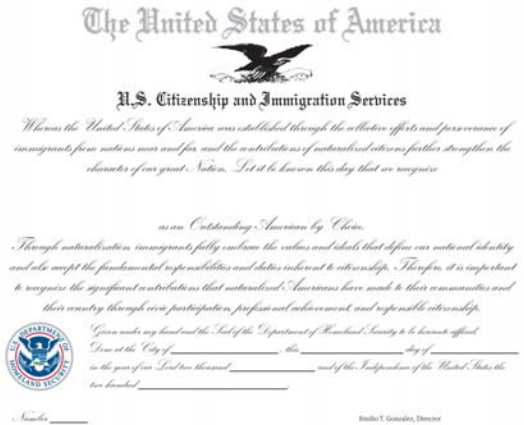 The United States of America
U.S. Citizenship and Immigration Services
Whereas the United States of America was established through the collective efforts and perseverance of
immigrants from nations near and far, and the contributions of naturalized citizens further strengthen the
character of our great Nation, Let it be known this day that we recognize
as an Outstanding American by Choice.
Through naturalization, immigrants fully embrace the values and ideals that define our national identity
and also accept the fundamental responsibilities and duties inherent to citizenship. Therefore, it is important
to recognize the significant contributions that naturalized Americans have made to their communities and
their country through civic participation, professional achievement, and responsible citizenship.
Given under my hand and the Seal of the Department of Homeland Security to be hereunto affixed.
Done at the City of , this day of
in the year of our Lord two thousand and of the Independence of the United States the
two hundred
U.S. DEPARTMENT OF HOMELAND SECURITY
Number
Emilio T. Gonzalez, Director